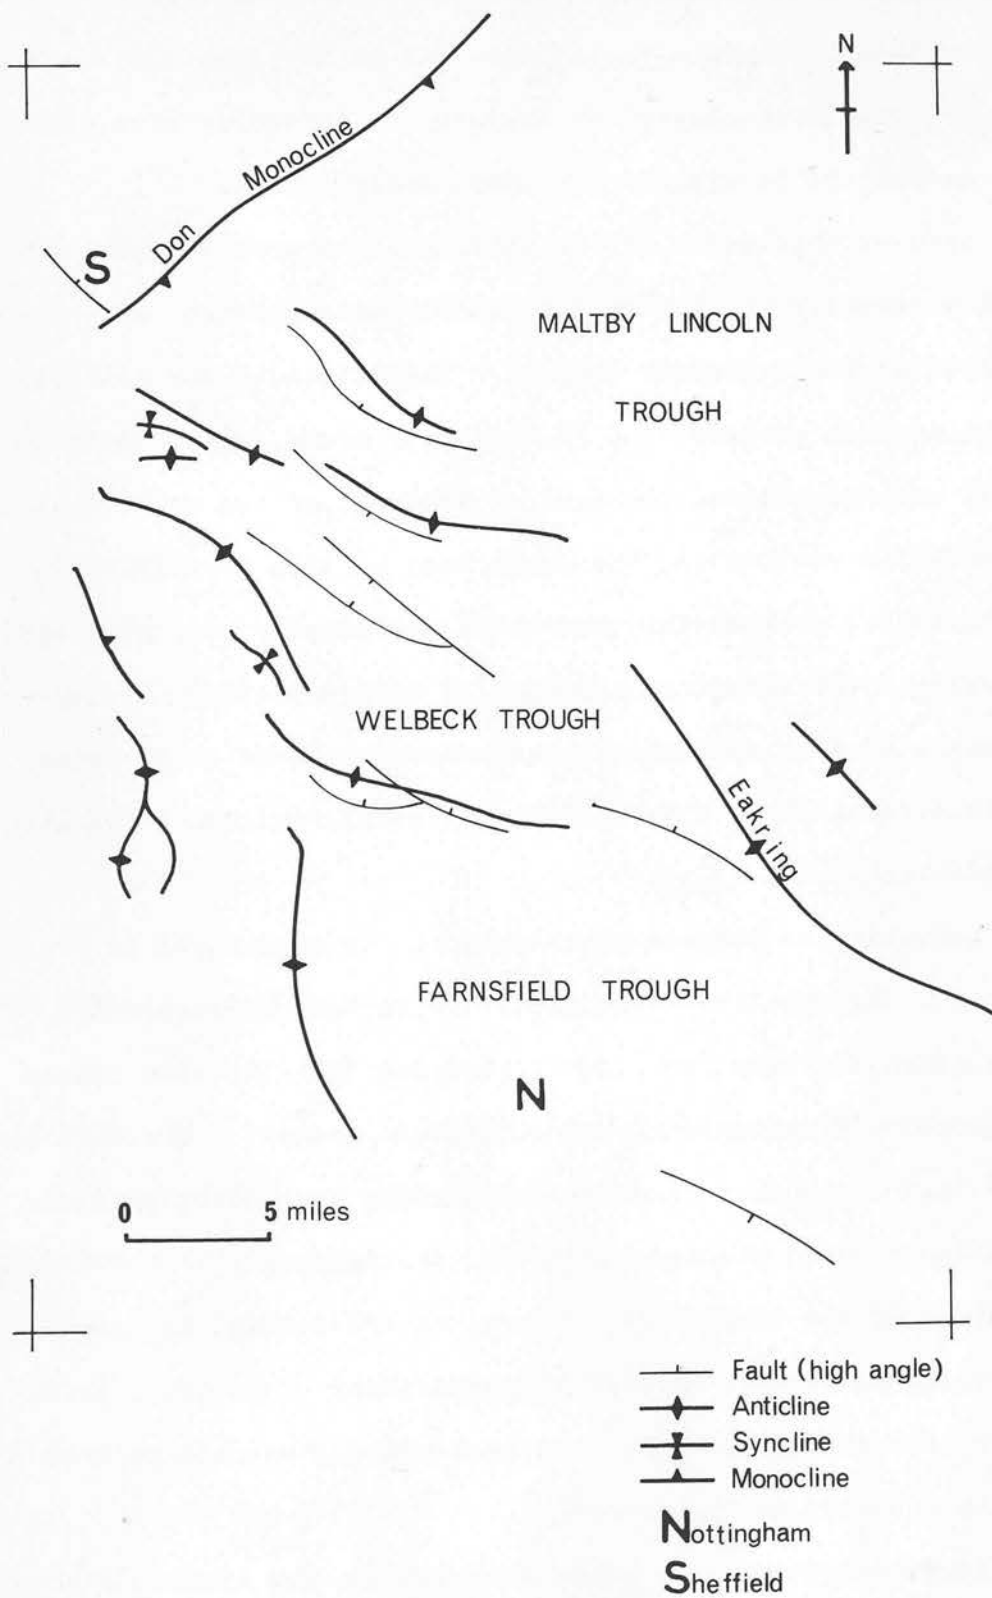 N
Don Monocline
S
MALTBY LINCOLN
TROUGH
WELBECK TROUGH
Eakring
FARNSFIELD TROUGH
N
0 5 miles
Fault (high angle)
Anticline
Syncline
Monocline
Nottingham
Sheffield